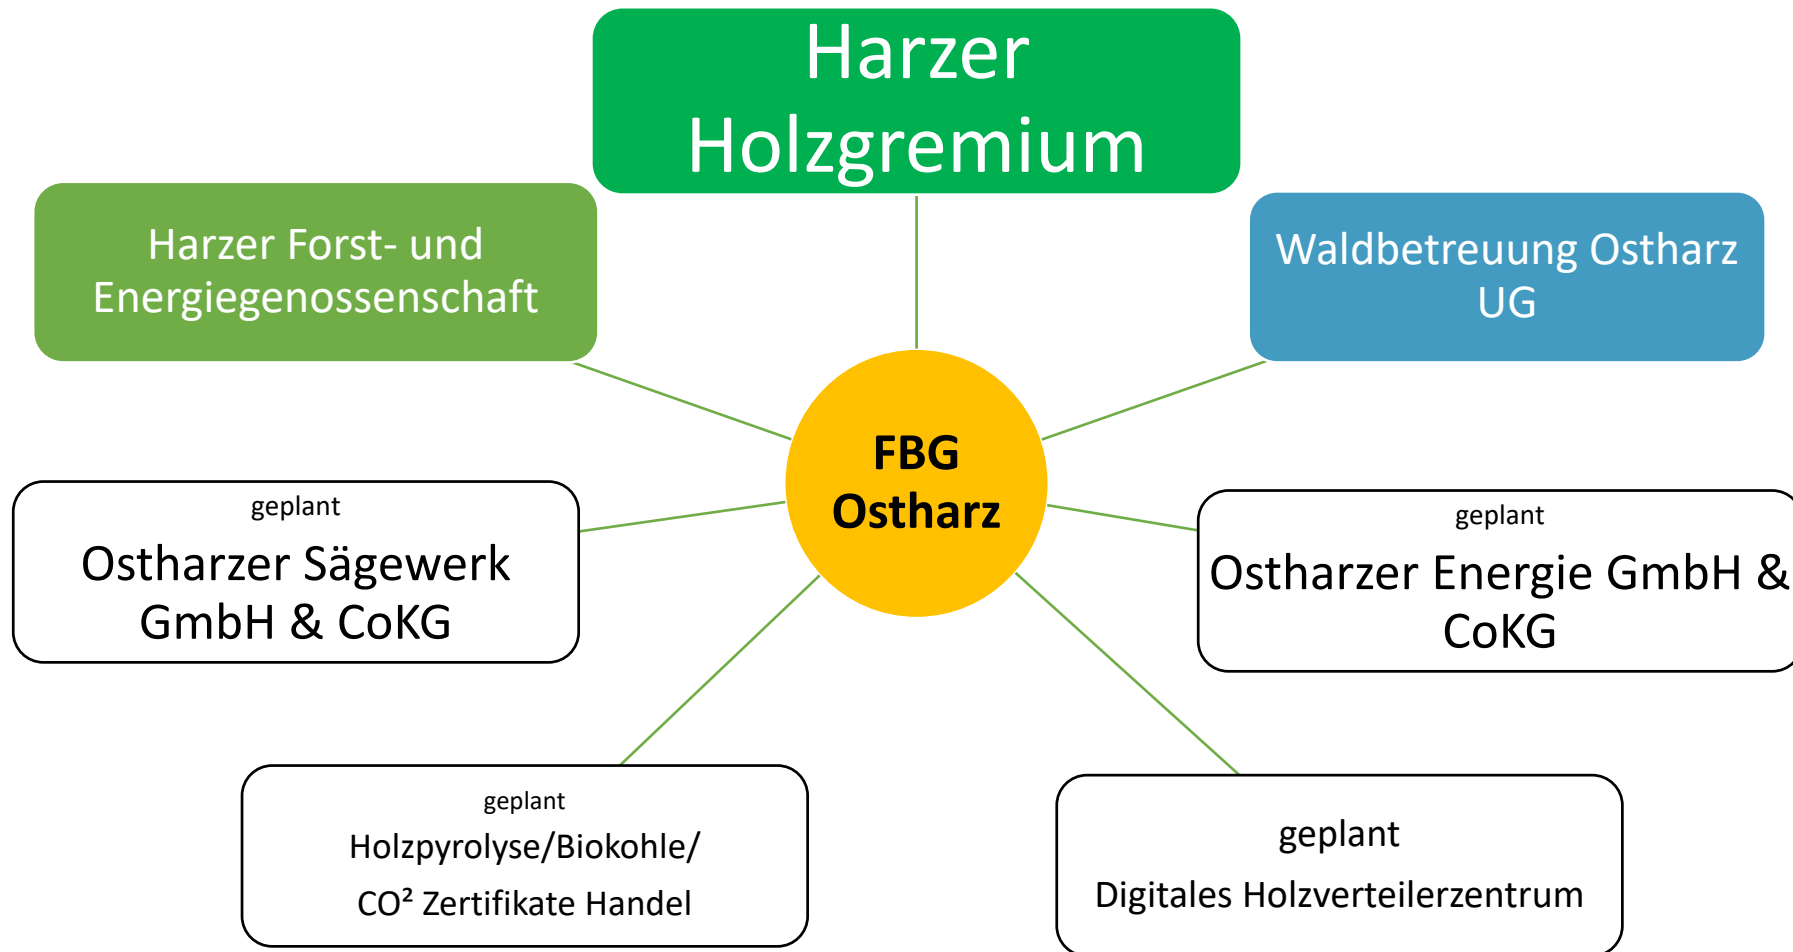 Harzer
Holzgremium
Harzer Forst- und
Energiegenossenschaft
Waldbetreuung Ostharz
UG
FBG
Ostharz
geplant
Ostharzer Sägewerk
GmbH & CoKG
geplant
Ostharzer Energie GmbH &
CoKG
geplant
Holzpyrolyse/Biokohle/
CO² Zertifikate Handel
geplant
Digitales Holzverteilerzentrum